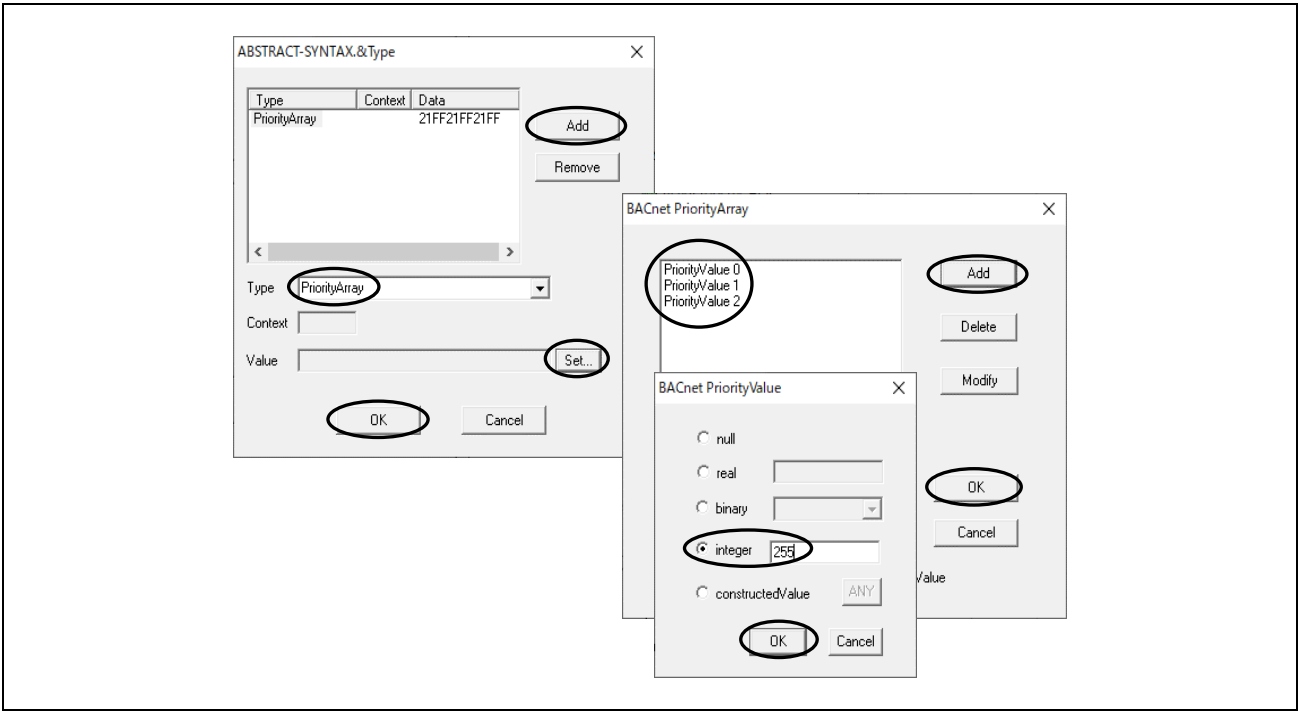 ABSTRACT-SYNTAX.&Type
Type Context Data
PriorityArray 21FF21FF21FF
Add
Remove
Type PriorityArray
Context
Value Set...
OK Cancel
BACnet PriorityArray
PriorityValue 0
PriorityValue 1
PriorityValue 2
Add
Delete
Modify
OK
Cancel
Value
BACnet PriorityValue
null
real
binary
integer 255
constructedValue ANY
OK Cancel